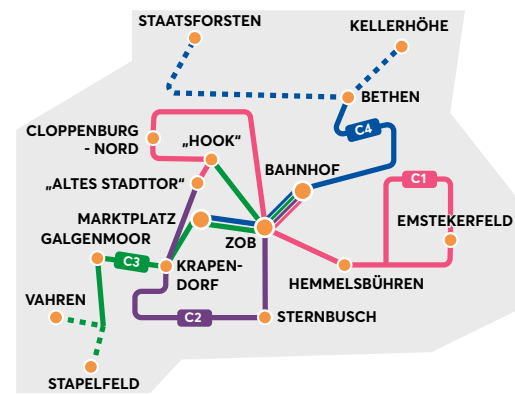 STAATSFORSTEN
KELLERHÖHE
BETHEN
C4
CLOPPENBURG
- NORD
„HOOK“
BAHNHOF
C1
„ALTES STADTTOR“
MARKTPLATZ
EMSTEKERFELD
GALGENMOOR
ZOB
C3
KRAPEN-
DORF
HEMMELSBÜHREN
VAHREN
C2
STERNBUSCH
STAPELFELD